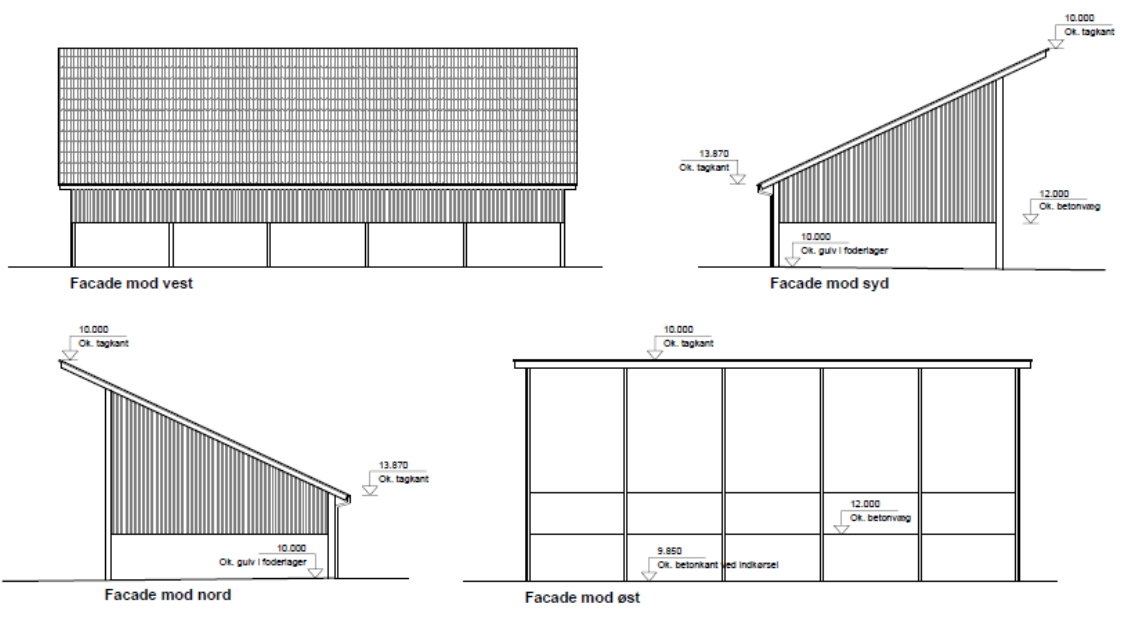 10.000
Ok. tagkant
13.870
Ok. tagkant
12.000
Ok. betonvæg
10.000
Ok. gulv i foderlager
Facade mod vest
Facade mod syd
10.000
Ok. tagkant
10.000
Ok. tagkant
13.870
Ok. tagkant
12.000
Ok. betonvæg
10.000
Ok. gulv i foderlager
9.850
Ok. betonkant ved indkørsel
Facade mod nord
Facade mod øst